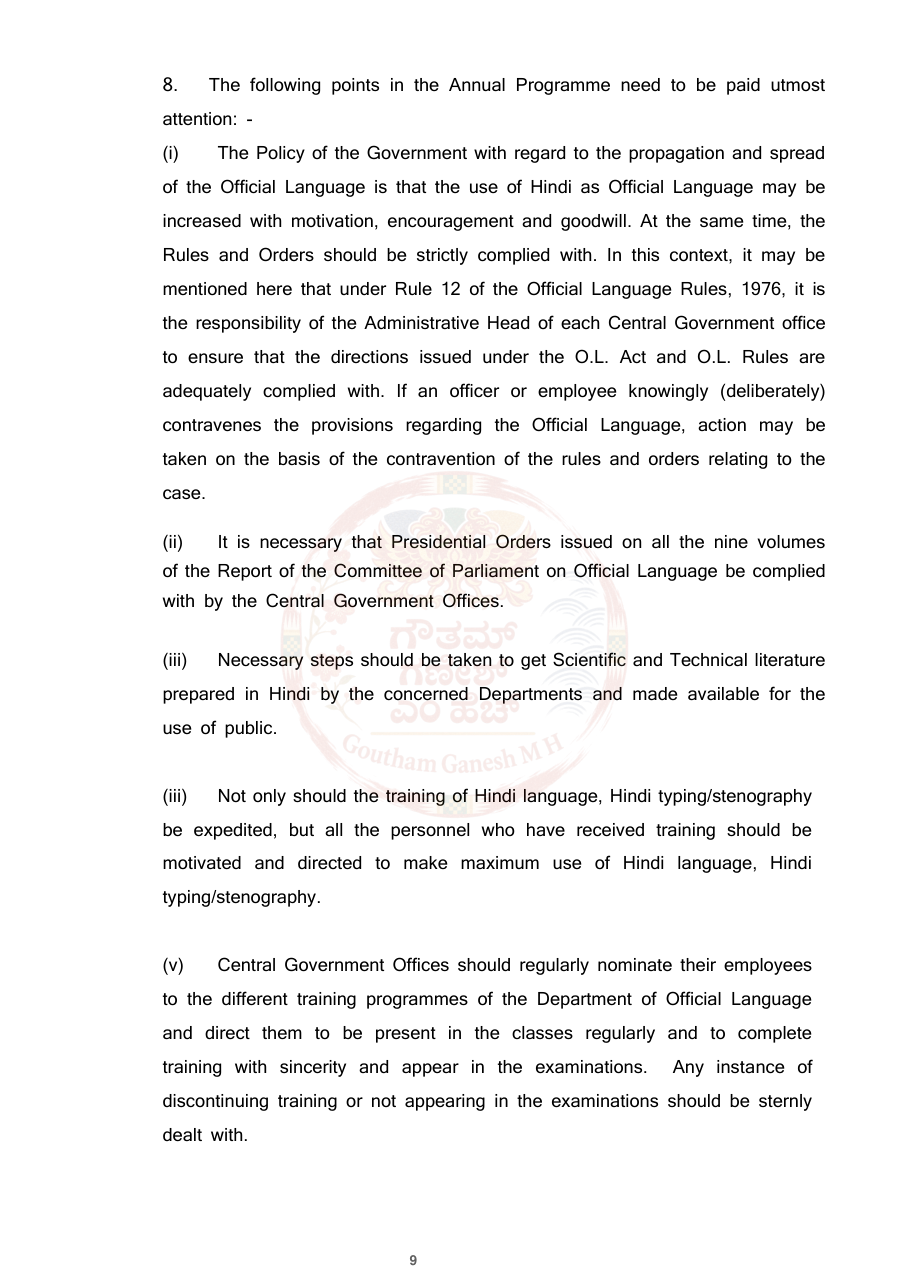 8. The following points in the Annual Programme need to be paid utmost
attention: -
(i) The Policy of the Government with regard to the propagation and spread
of the Official Language is that the use of Hindi as Official Language may be
increased with motivation, encouragement and goodwill. At the same time, the
Rules and Orders should be strictly complied with. In this context, it may be
mentioned here that under Rule 12 of the Official Language Rules, 1976, it is
the responsibility of the Administrative Head of each Central Government office
to ensure that the directions issued under the O.L. Act and O.L. Rules are
adequately complied with. If an officer or employee knowingly (deliberately)
contravenes the provisions regarding the Official Language, action may be
taken on the basis of the contravention of the rules and orders relating to the
case.
(ii) It is necessary that Presidential Orders issued on all the nine volumes
of the Report of the Committee of Parliament on Official Language be complied
with by the Central Government Offices.
ಗೌತಮ್
(iii) Necessary steps should be taken to get Scientific and Technical literature
ಗಣೇಶ್
prepared in Hindi by the concerned Departments and made available for the
ಎಂ ಹೆಚ್
use of public.
Goutham Ganesh M H
(iii) Not only should the training of Hindi language, Hindi typing/stenography
be expedited, but all the personnel who have received training should be
motivated and directed to make maximum use of Hindi language, Hindi
typing/stenography.
(v) Central Government Offices should regularly nominate their employees
to the different training programmes of the Department of Official Language
and direct them to be present in the classes regularly and to complete
training with sincerity and appear in the examinations. Any instance of
discontinuing training or not appearing in the examinations should be sternly
dealt with.
9